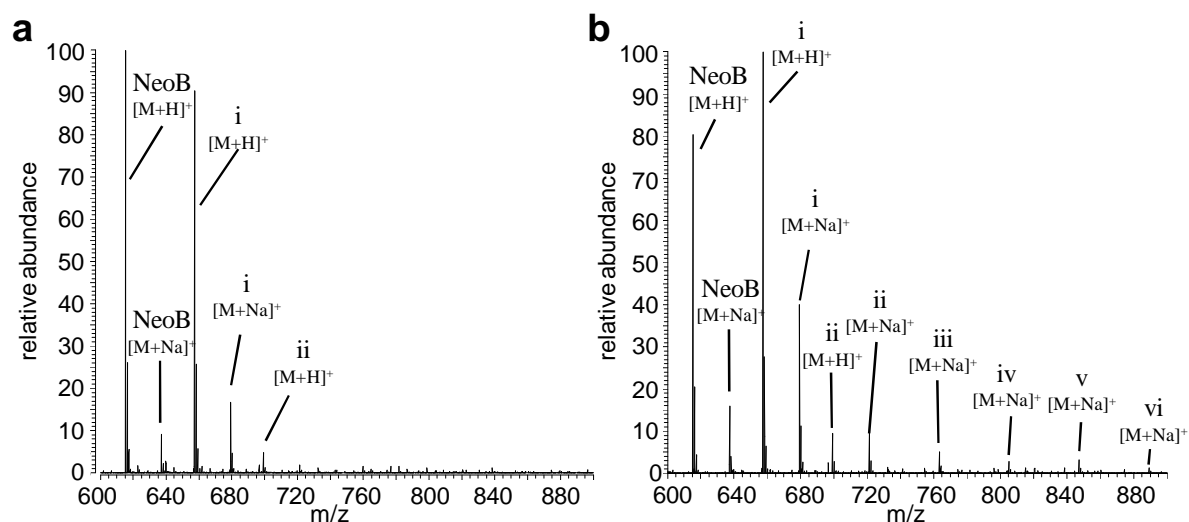 a
relative abundance
100
90
80
70
60
50
40
30
20
10
0
NeoB
[M+H]+
i
[M+H]+
NeoB
[M+Na]+
i
[M+Na]+
ii
[M+H]+
600 640 680 720 760 800 840 880
m/z
b
relative abundance
100
90
80
70
60
50
40
30
20
10
0
NeoB
[M+H]+
i
[M+H]+
i
[M+Na]+
NeoB
[M+Na]+
ii
[M+H]+
ii
[M+Na]+
iii
[M+Na]+
iv
[M+Na]+
v
[M+Na]+
vi
[M+Na]+
600 640 680 720 760 800 840 880
m/z